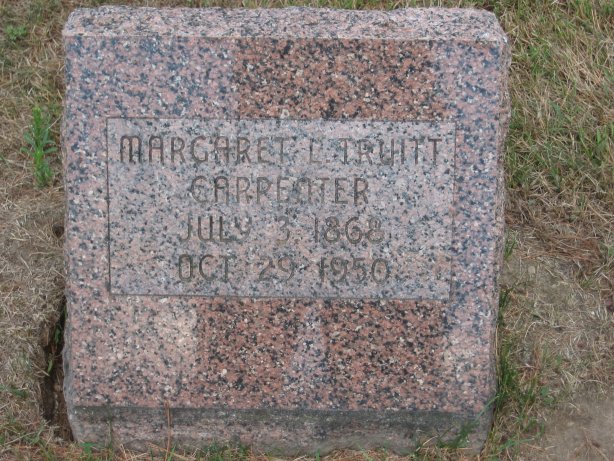 MARGARET L TRUITT
CARPENTER
JULY 3 1868
OCT 29 1950